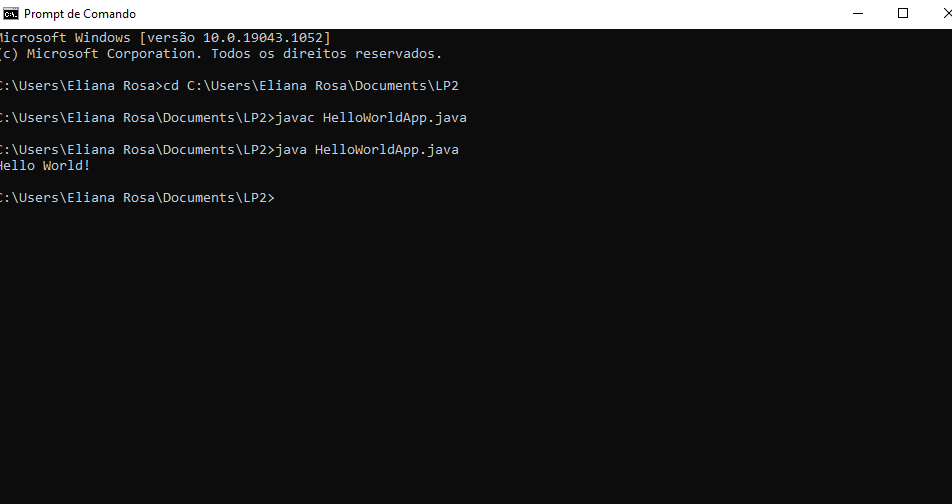 Prompt de Comando
Microsoft Windows [versão 10.0.19043.1052]
(c) Microsoft Corporation. Todos os direitos reservados.
C:\Users\Eliana Rosa>cd C:\Users\Eliana Rosa\Documents\LP2
C:\Users\Eliana Rosa\Documents\LP2>javac HelloWorldApp.java
C:\Users\Eliana Rosa\Documents\LP2>java HelloWorldApp.java
Hello World!
C:\Users\Eliana Rosa\Documents\LP2>